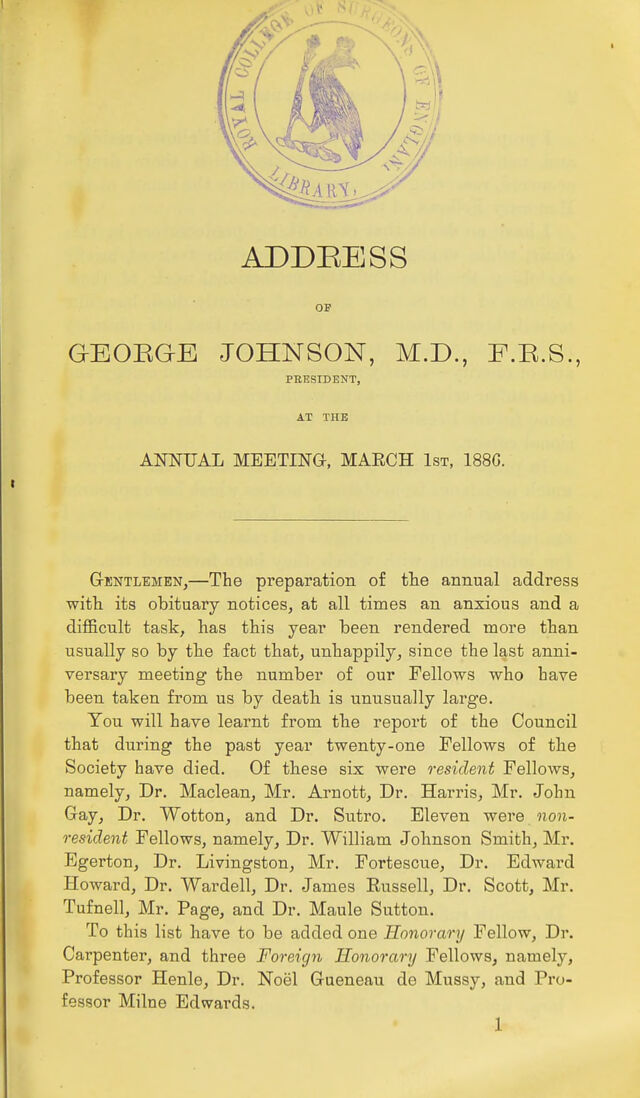 ROYAL COLLEGE OF SURGEONS OF ENGLAND
LIBRARY,
ADDRESS
OF
GEORGE JOHNSON, M.D., F.R.S.,
PRESIDENT,
AT THE
ANNUAL MEETING, MARCH 1ST, 1886.
GENTLEMEN,—The preparation of the annual address
with its obituary notices, at all times an anxious and a
difficult task, has this year been rendered more than
usually so by the fact that, unhappily, since the last anni-
versary meeting the number of our Fellows who have
been taken from us by death is unusually large.
You will have learnt from the report of the Council
that during the past year twenty-one Fellows of the
Society have died. Of these six were resident Fellows,
namely, Dr. Maclean, Mr. Arnott, Dr. Harris, Mr. John
Gay, Dr. Wotton, and Dr. Sutro. Eleven were non-
resident Fellows, namely, Dr. William Johnson Smith, Mr.
Egerton, Dr. Livingston, Mr. Fortescue, Dr. Edward
Howard, Dr. Wardell, Dr. James Russell, Dr. Scott, Mr.
Tufnell, Mr. Page, and Dr. Maule Sutton.
To this list have to be added one Honorary Fellow, Dr.
Carpenter, and three Foreign Honorary Fellows, namely,
Professor Henle, Dr. Noël Gueneau de Mussy, and Pro-
fessor Milne Edwards.
1